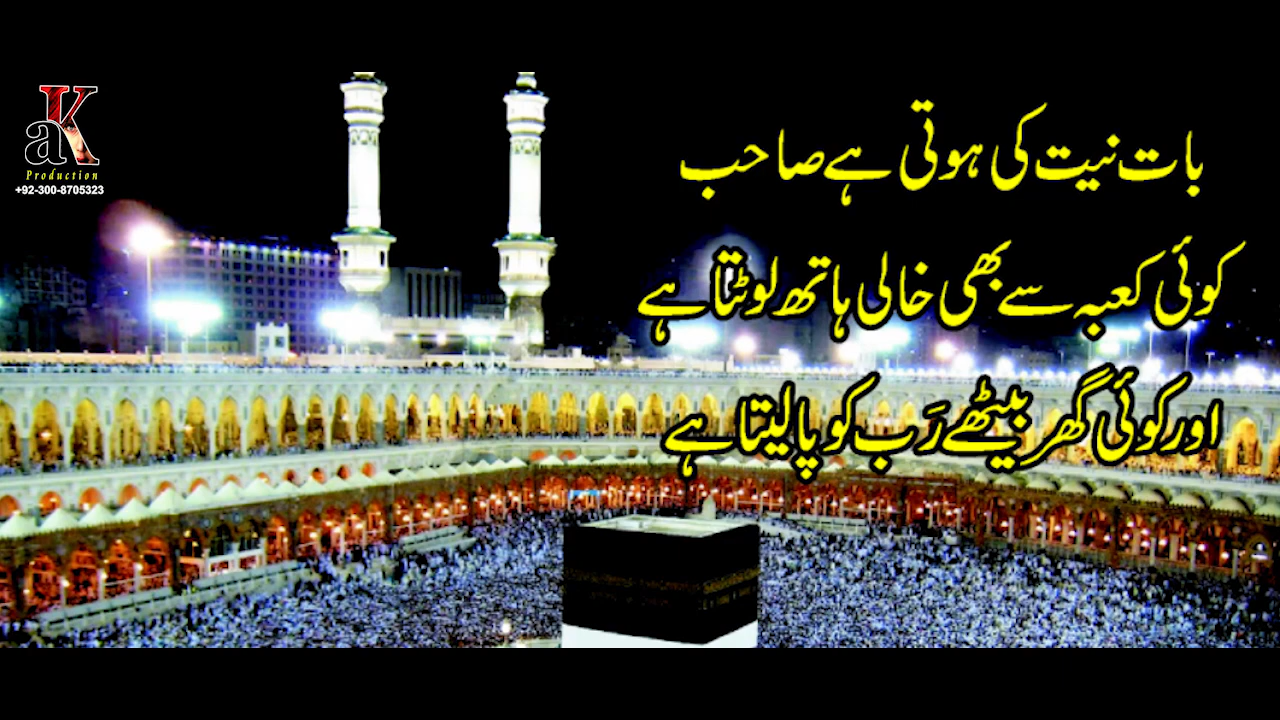 aK
Production
+92-300-8705323
بات نیت کی ہوتی ہے صاحب
کوئی کعبہ سے بھی خالی ہاتھ لوٹتا ہے
اور کوئی گھر بیٹھے رَب کو پا لیتا ہے